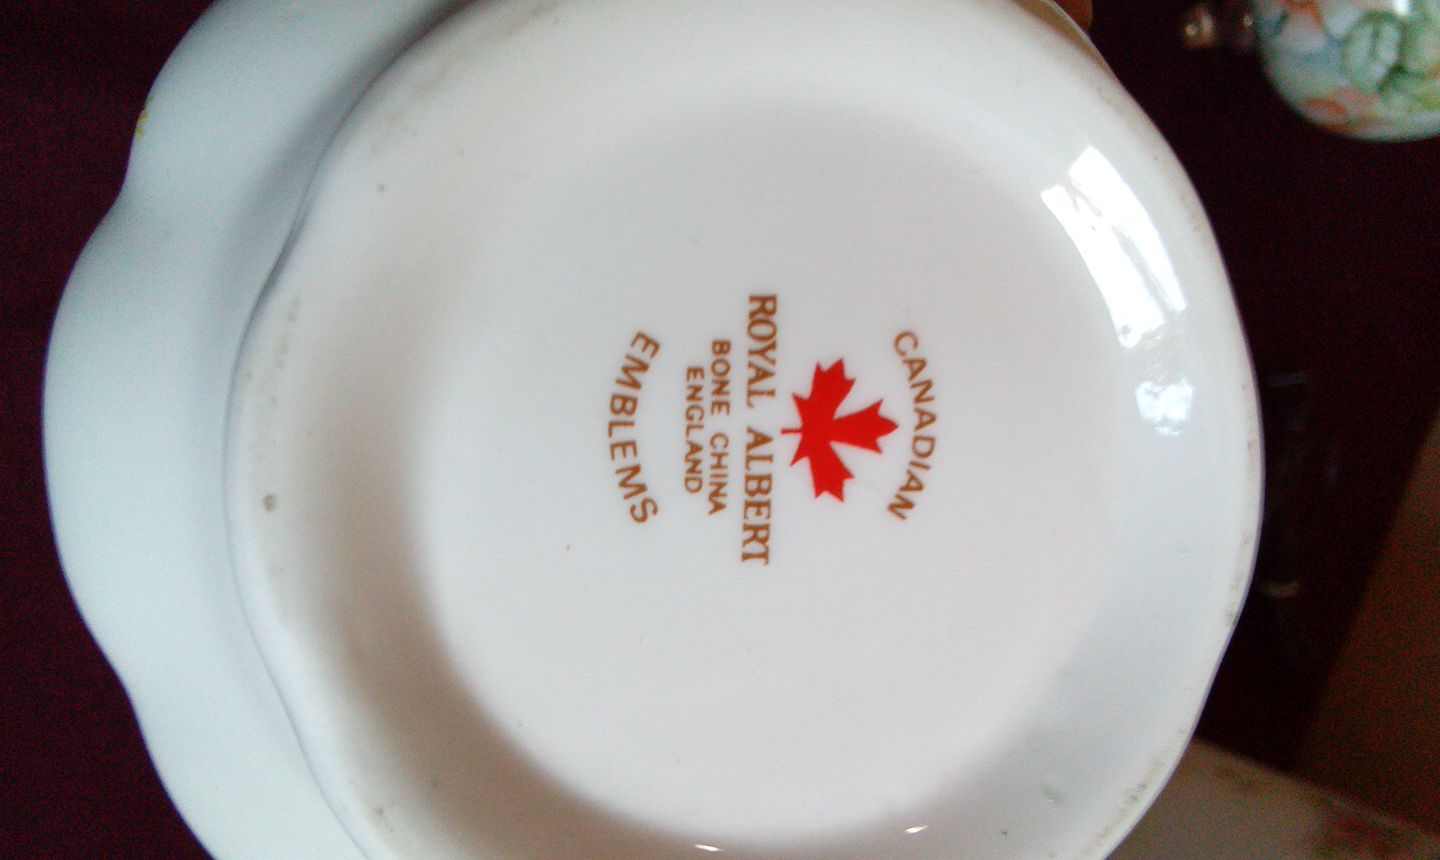 CANADIAN
ROYAL ALBERT
BONE CHINA
ENGLAND
EMBLEMS